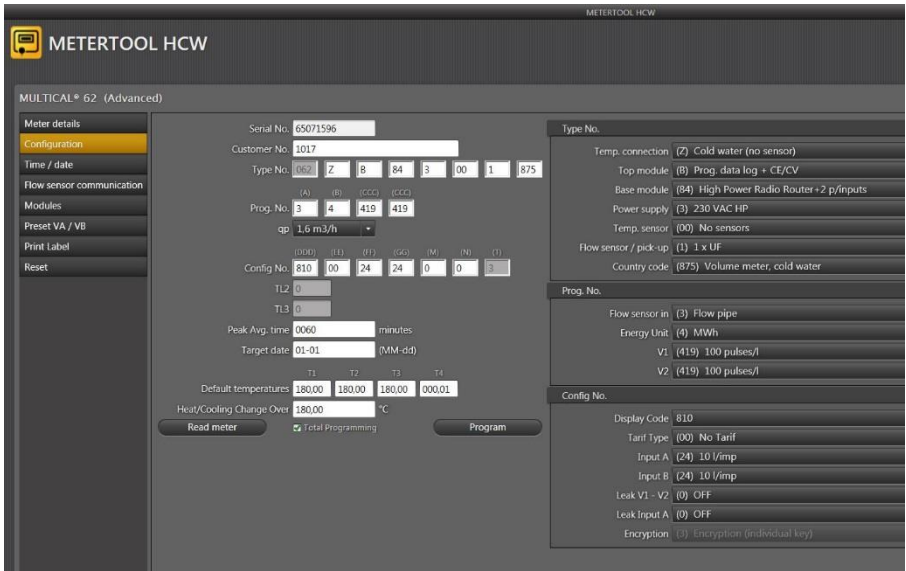 METERTOOL HCW
METERTOOL HCW
MULTICAL® 62 (Advanced)
Meter details
Configuration
Time / date
Flow sensor communication
Modules
Preset VA / VB
Print Label
Reset
Serial No. 65071596
Customer No. 1017
Type No. 062 Z B 84 3 00 1 875
(A) (B) (CCC) (CCC)
Prog. No. 3 4 419 419
qp 1,6 m3/h
(DDD) (EE) (FF) (GG) (M) (N) (T)
Config No. 810 00 24 24 0 0 3
TL2 0
TL3 0
Peak Avg. time 0060 minutes
Target date 01-01 (MM-dd)
T1 T2 T3 T4
Default temperatures 180,00 180,00 180,00 000,01
Heat/Cooling Change Over 180,00 °C
Read meter Total Programming Program
Type No.
Temp. connection (Z) Cold water (no sensor)
Top module (B) Prog. data log + CE/CV
Base module (84) High Power Radio Router+2 p/inputs
Power supply (3) 230 VAC HP
Temp. sensor (00) No sensors
Flow sensor / pick-up (1) 1 x UF
Country code (875) Volume meter, cold water
Prog. No.
Flow sensor in (3) Flow pipe
Energy Unit (4) MWh
V1 (419) 100 pulses/l
V2 (419) 100 pulses/l
Config No.
Display Code 810
Tarif Type (00) No Tarif
Input A (24) 10 l/imp
Input B (24) 10 l/imp
Leak V1 - V2 (0) OFF
Leak Input A (0) OFF
Encryption (3) Encryption (individual key)